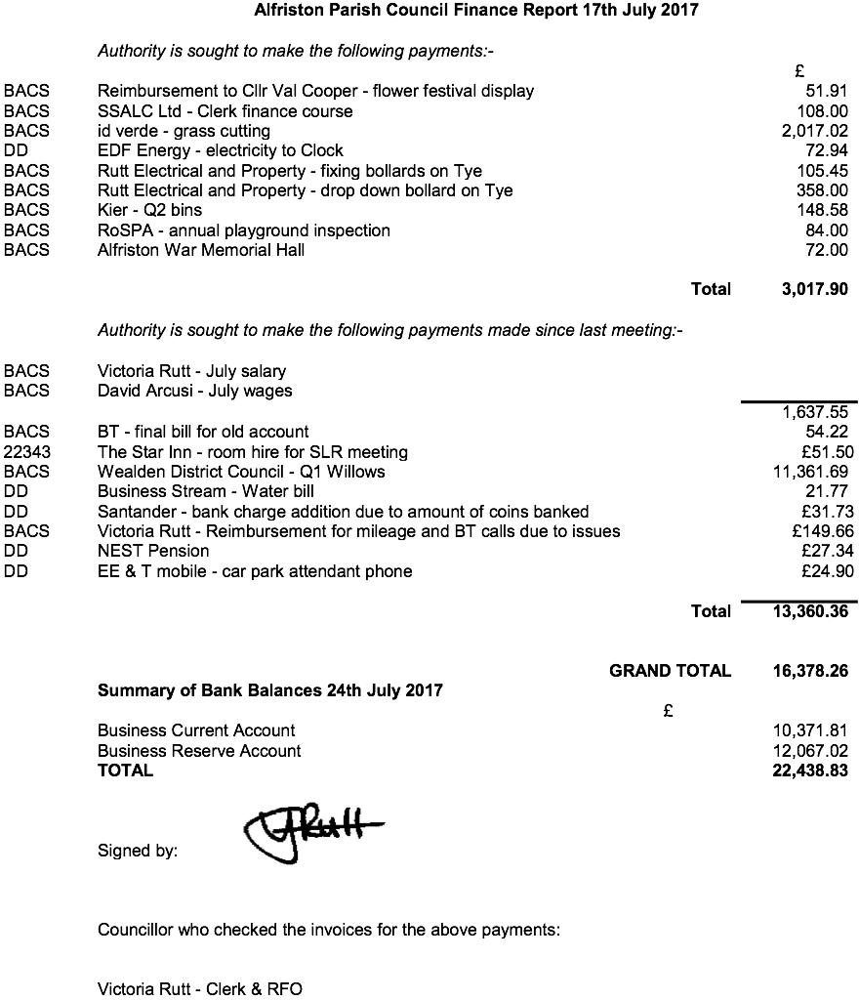 Alfriston Parish Council Finance Report 17th July 2017
Authority is sought to make the following payments:-
£
BACS Reimbursement to Cllr Val Cooper - flower festival display 51.91
BACS SSALC Ltd - Clerk finance course 108.00
BACS id verde - grass cutting 2,017.02
DD EDF Energy - electricity to Clock 72.94
BACS Rutt Electrical and Property - fixing bollards on Tye 105.45
BACS Rutt Electrical and Property - drop down bollard on Tye 358.00
BACS Kier - Q2 bins 148.58
BACS RoSPA - annual playground inspection 84.00
BACS Alfriston War Memorial Hall 72.00
Total 3,017.90
Authority is sought to make the following payments made since last meeting:-
BACS Victoria Rutt - July salary
BACS David Arcusi - July wages
1,637.55
BACS BT - final bill for old account 54.22
22343 The Star Inn - room hire for SLR meeting £51.50
BACS Wealden District Council - Q1 Willows 11,361.69
DD Business Stream - Water bill 21.77
DD Santander - bank charge addition due to amount of coins banked £31.73
BACS Victoria Rutt - Reimbursement for mileage and BT calls due to issues £149.66
DD NEST Pension £27.34
DD EE & T mobile - car park attendant phone £24.90
Total 13,360.36
GRAND TOTAL 16,378.26
Summary of Bank Balances 24th July 2017
£
Business Current Account 10,371.81
Business Reserve Account 12,067.02
TOTAL 22,438.83
Signed by: VRutt
Councillor who checked the invoices for the above payments:
Victoria Rutt - Clerk & RFO